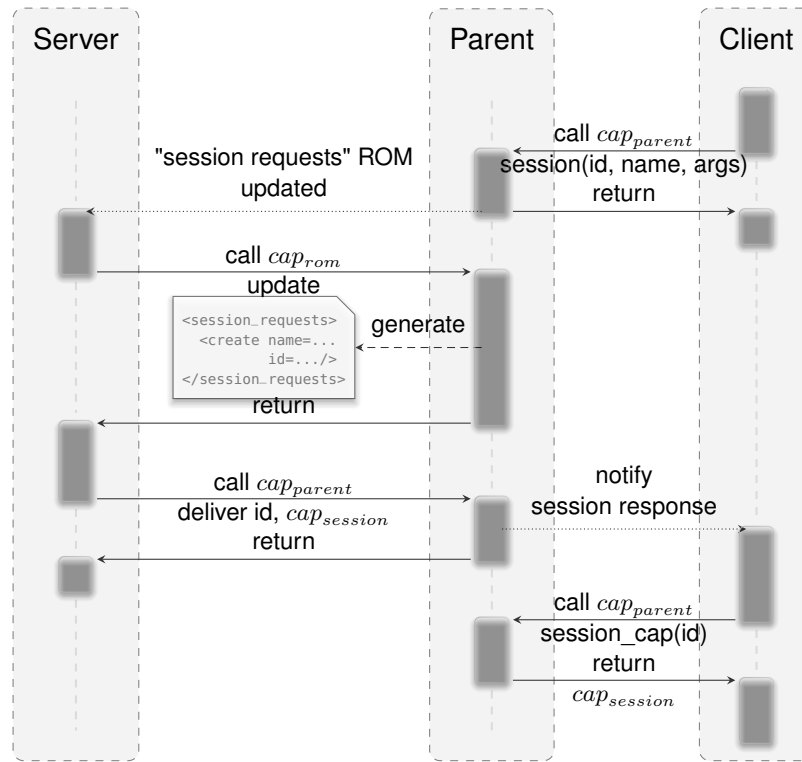 Server
Parent
Client
call cap_parent
session(id, name, args)
return
"session requests" ROM
updated
call cap_rom
update
<session_requests>
<create name=...
id=.../>
</session_requests>
generate
return
call cap_parent
deliver id, cap_session
return
notify
session response
call cap_parent
session_cap(id)
return
cap_session